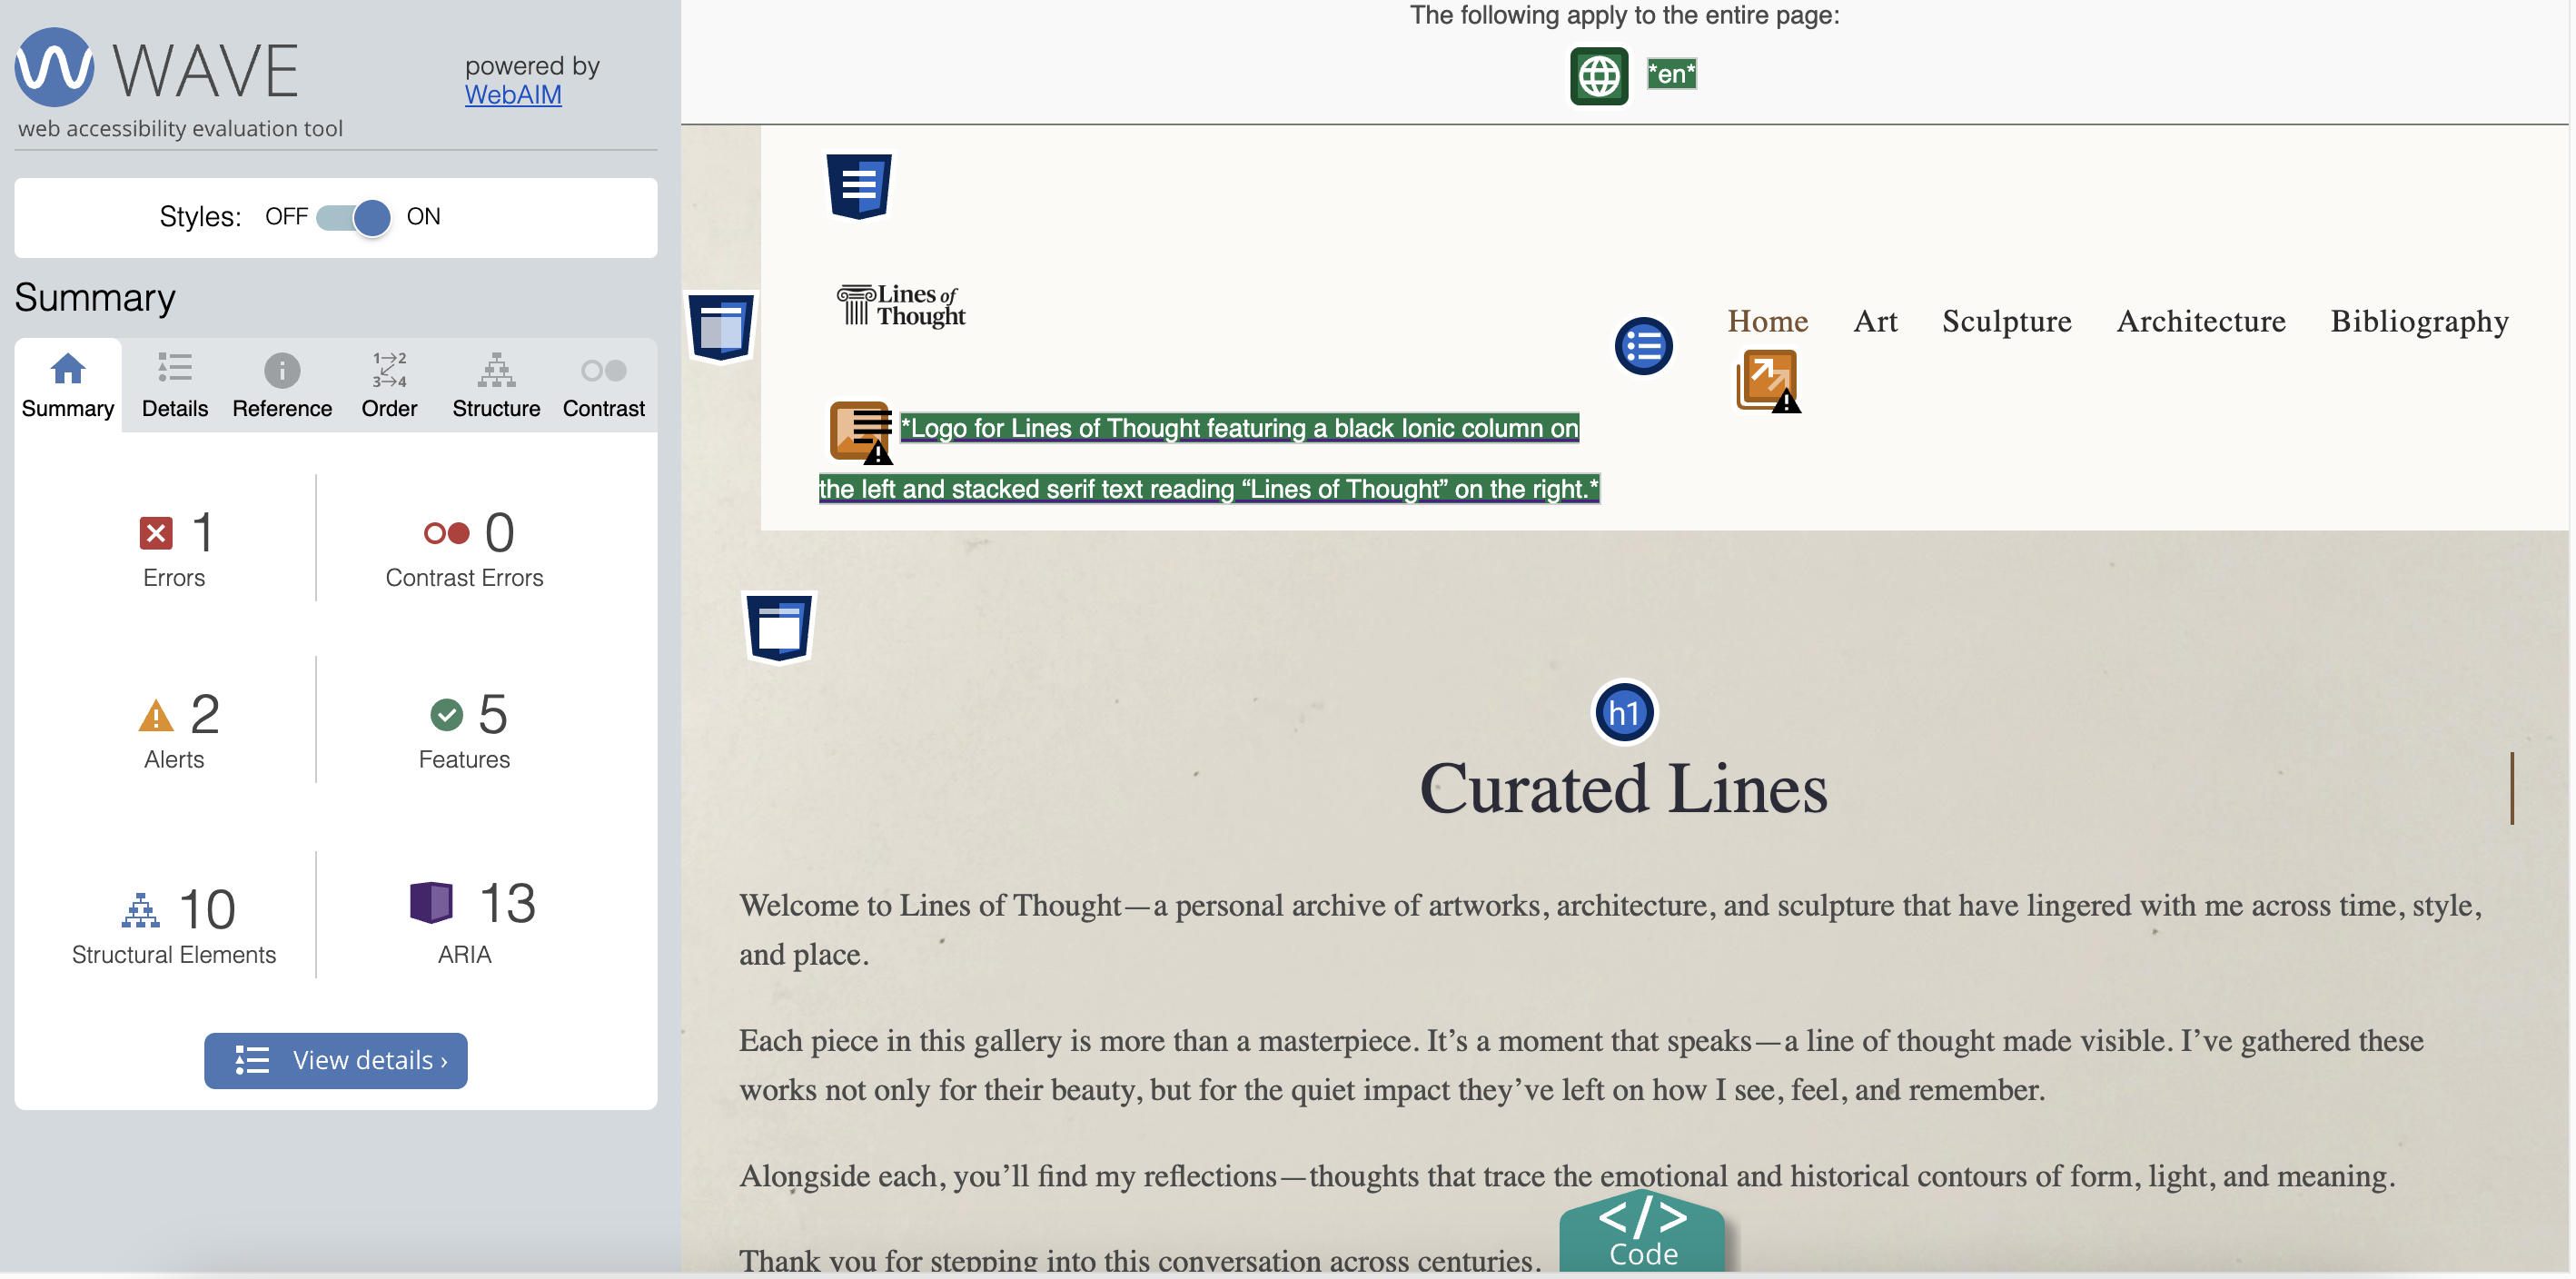 WAVE
powered by
WebAIM
web accessibility evaluation tool
Styles: OFF ON
Summary
Summary
Details
Reference
1→2
3→4
Order
Structure
Contrast
1
Errors
0
Contrast Errors
2
Alerts
5
Features
10
Structural Elements
13
ARIA
View details ›
The following apply to the entire page:
*en*
Lines of
Thought
Home Art Sculpture Architecture Bibliography
*Logo for Lines of Thought featuring a black Ionic column on
the left and stacked serif text reading “Lines of Thought” on the right.*
h1
Curated Lines
Welcome to Lines of Thought—a personal archive of artworks, architecture, and sculpture that have lingered with me across time, style,
and place.
Each piece in this gallery is more than a masterpiece. It’s a moment that speaks—a line of thought made visible. I’ve gathered these
works not only for their beauty, but for the quiet impact they’ve left on how I see, feel, and remember.
Alongside each, you’ll find my reflections—thoughts that trace the emotional and historical contours of form, light, and meaning.
Thank you for stepping into this conversation across centuries.
</>
Code